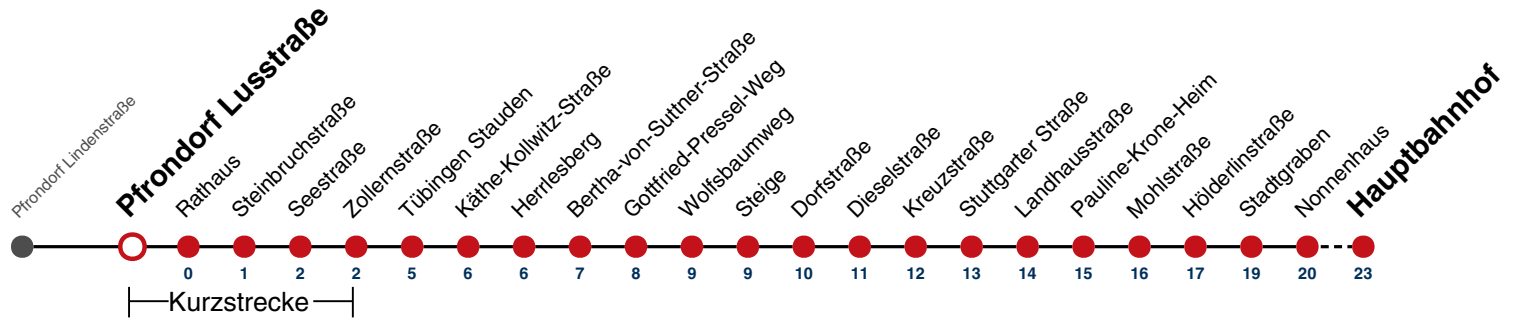 Pfrondorf Lindenstraße
Pfrondorf Lusstraße
Rathaus
Steinbruchstraße
Seestraße
Zollernstraße
Tübingen Stauden
Käthe-Kollwitz-Straße
Herrlesberg
Bertha-von-Suttner-Straße
Gottfried-Pressel-Weg
Wolfsbaumweg
Steige
Dorfstraße
Dieselstraße
Kreuzstraße
Stuttgarter Straße
Landhausstraße
Pauline-Krone-Heim
Mohlstraße
Hölderlinstraße
Stadtgraben
Nonnenhaus
Hauptbahnhof
0 1 2 2 5 6 6 7 8 9 9 10 11 12 13 14 15 16 17 19 20 23
Kurzstrecke